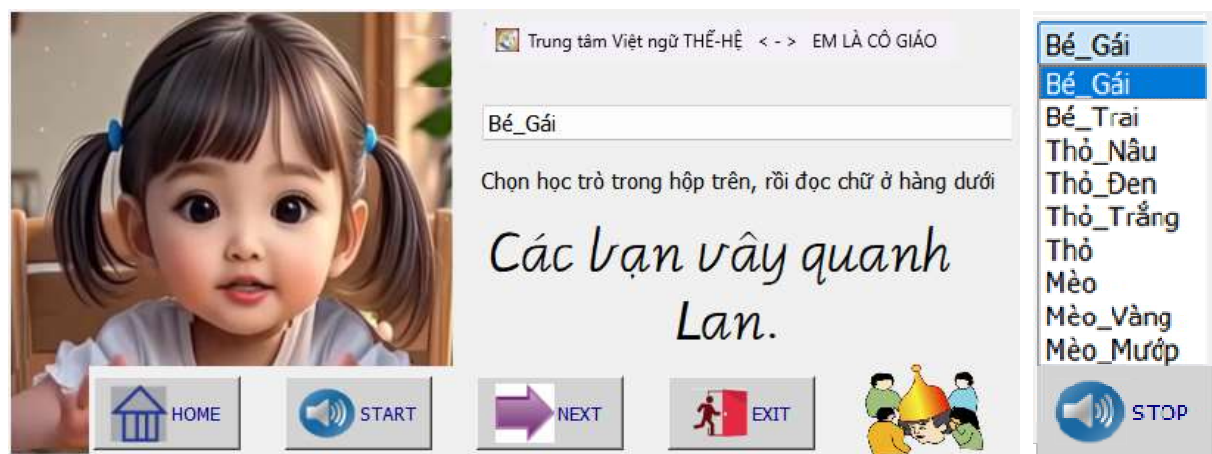 Trung tâm Việt ngữ THẾ-HỆ < - > EM LÀ CÔ GIÁO
Bé_Gái
Chọn học trò trong hộp trên, rồi đọc chữ ở hàng dưới
Các bạn vây quanh
Lan.
HOME
START
NEXT
EXIT
Bé_Gái
Bé_Gái
Bé_Trai
Thỏ_Nâu
Thỏ_Đen
Thỏ_Trắng
Thỏ
Mèo
Mèo_Vàng
Mèo_Mướp
STOP